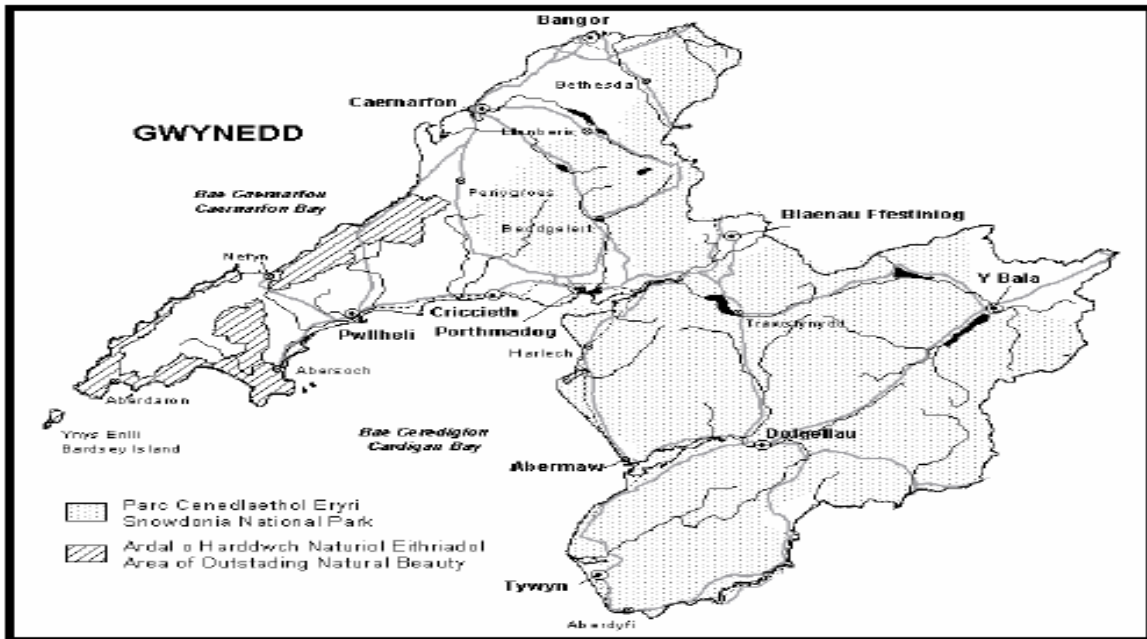 Bangor
Bethesda
Caernarfon
Llanberis
GWYNEDD
Penygroes
Bae Caernarfon
Caernarfon Bay
Beddgelert
Blaenau Ffestiniog
Nefyn
Y Bala
Criccieth
Pwllheli
Porthmadog
Trawsfynydd
Harlech
Abersoch
Aberdaron
Ynys Enlli
Bardsey Island
Bae Ceredigion
Cardigan Bay
Dolgellau
Abermaw
Parc Cenedlaethol Eryri
Snowdonia National Park
Ardal o Harddwch Naturiol Eithriadol
Area of Outstading Natural Beauty
Tywyn
Aberdyfi